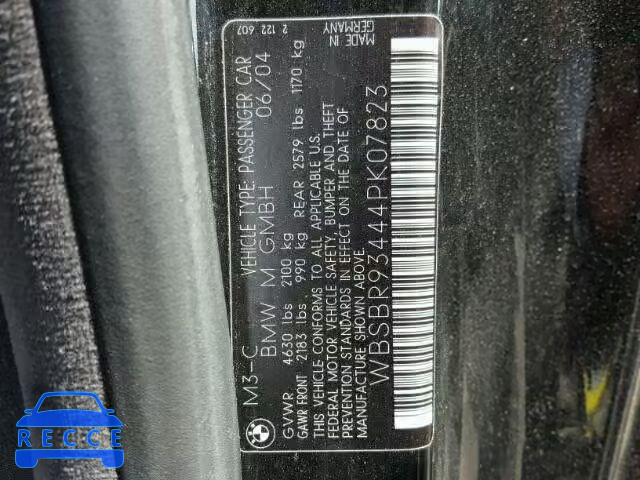 M3-C VEHICLE TYPE: PASSENGER CAR 2 122 607
BMW M GMBH 06/04
GVWR 4630 lbs 2100 kg
GAWR FRONT 2183 lbs 990 kg REAR 2579 lbs 1170 kg
THIS VEHICLE CONFORMS TO ALL APPLICABLE U.S.
FEDERAL MOTOR VEHICLE SAFETY, BUMPER AND THEFT
PREVENTION STANDARDS IN EFFECT ON THE DATE OF
MANUFACTURE SHOWN ABOVE.
MADE IN
GERMANY
WBSBR93444PK07823
BMW
RECCE